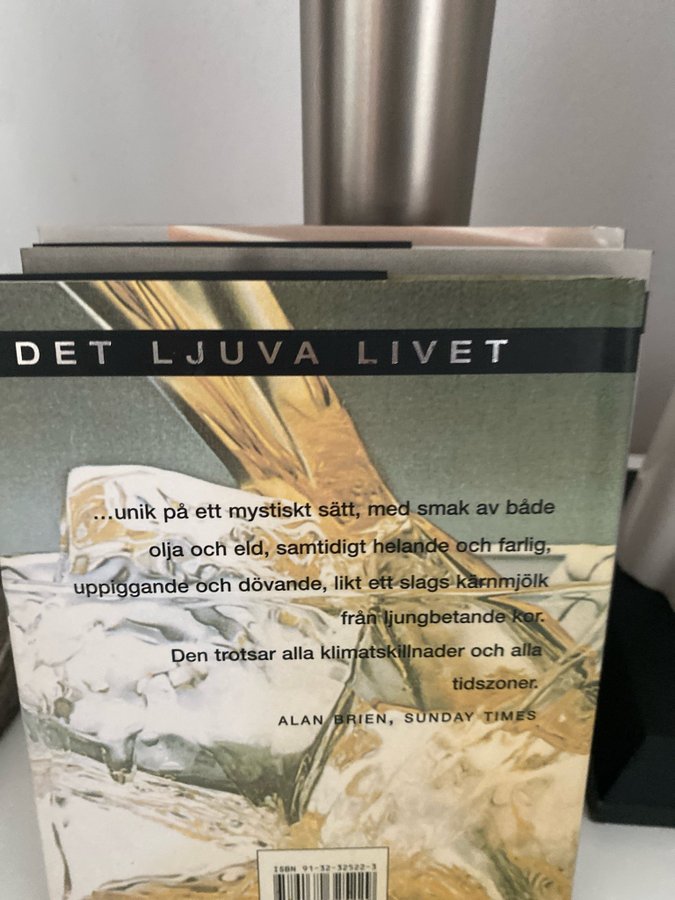 DET LJUVA LIVET
...unik på ett mystiskt sätt, med smak av både
olja och eld, samtidigt helande och farlig,
uppiggande och dövande, likt ett slags kärnmjölk
från ljungbetande kor.
Den trotsar alla klimatskillnader och alla
tidszoner.
ALAN BRIEN, SUNDAY TIMES
ISBN 91-32-32522-3